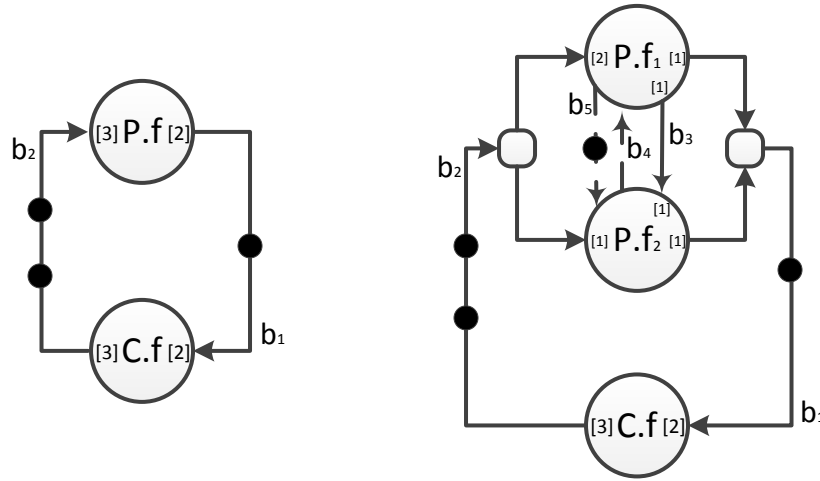 b₂
[3] P.f [2]
[3] C.f [2]
b₁
[2] P.f₁ [1]
[1]
b₅
b₄
b₃
b₂
[1]
[1] P.f₂ [1]
[3] C.f [2]
b₁